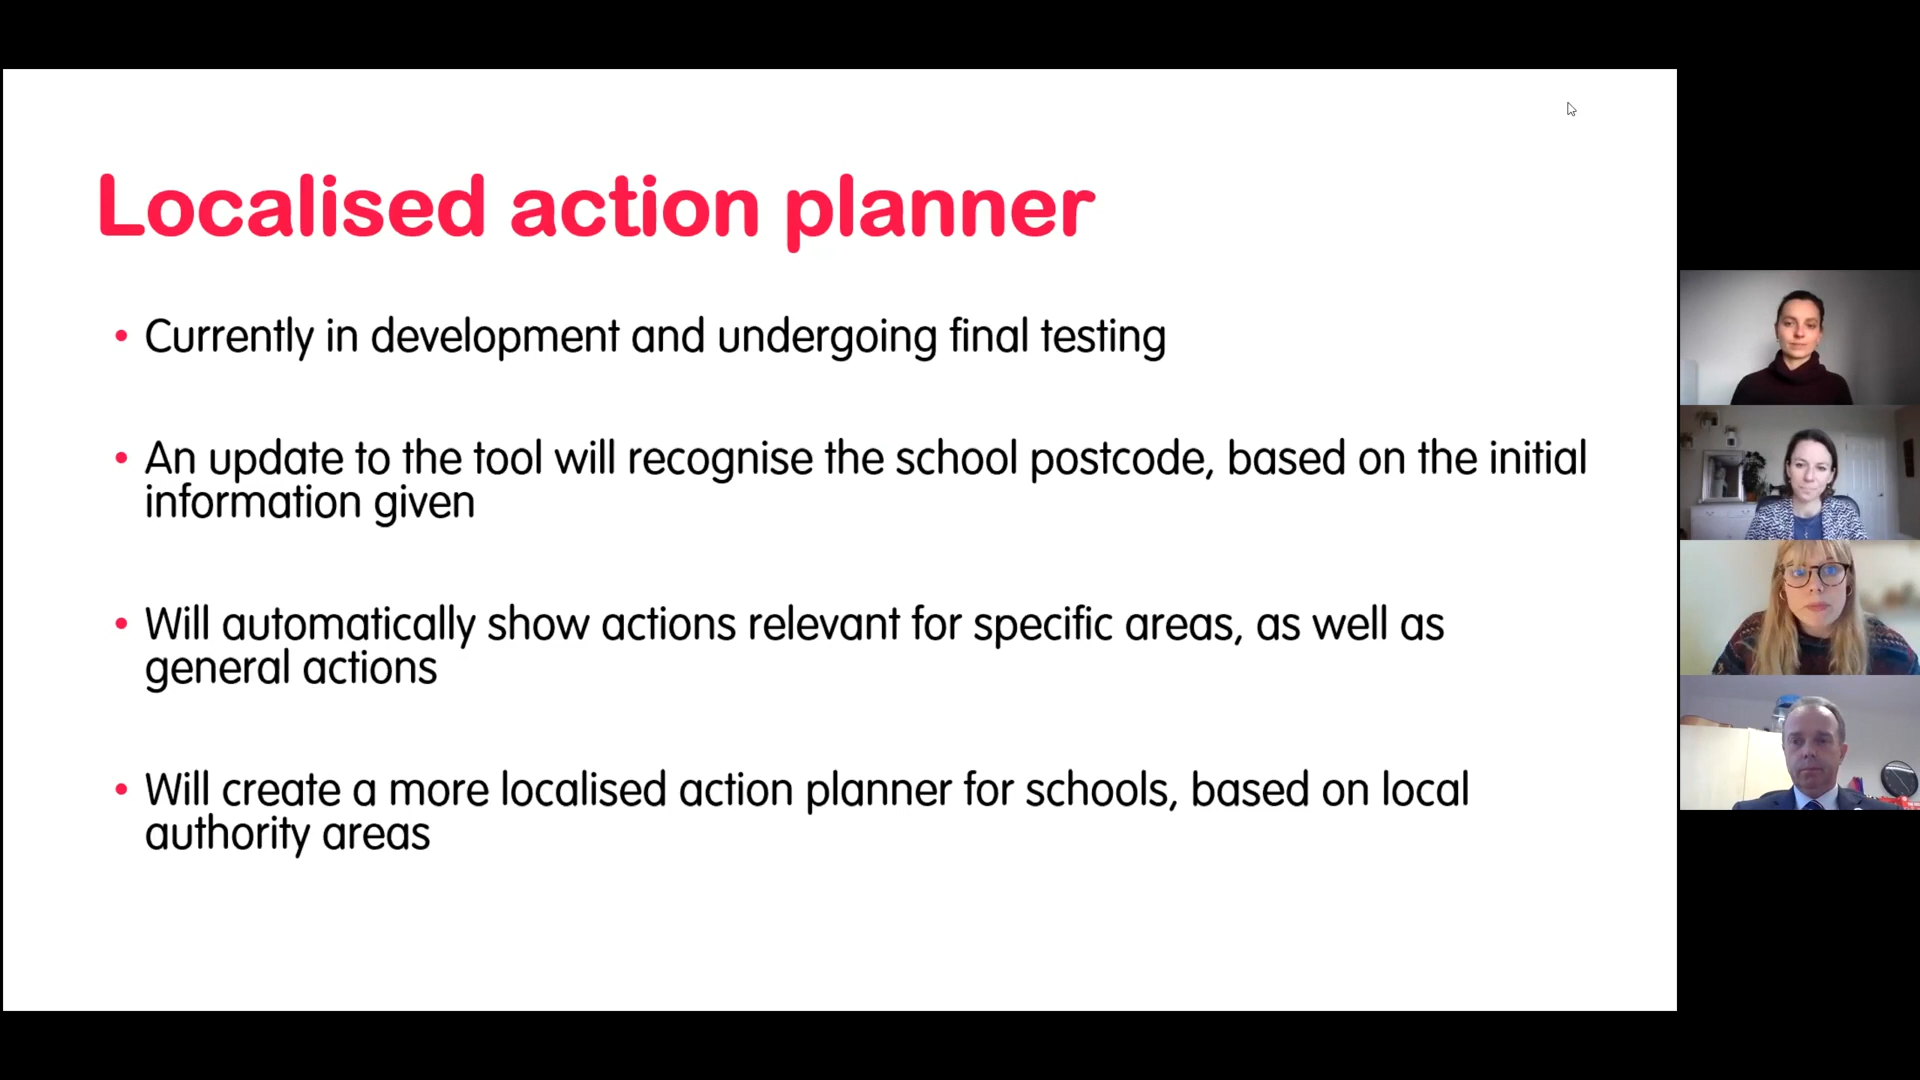 Localised action planner
• Currently in development and undergoing final testing
• An update to the tool will recognise the school postcode, based on the initial
information given
• Will automatically show actions relevant for specific areas, as well as
general actions
• Will create a more localised action planner for schools, based on local
authority areas